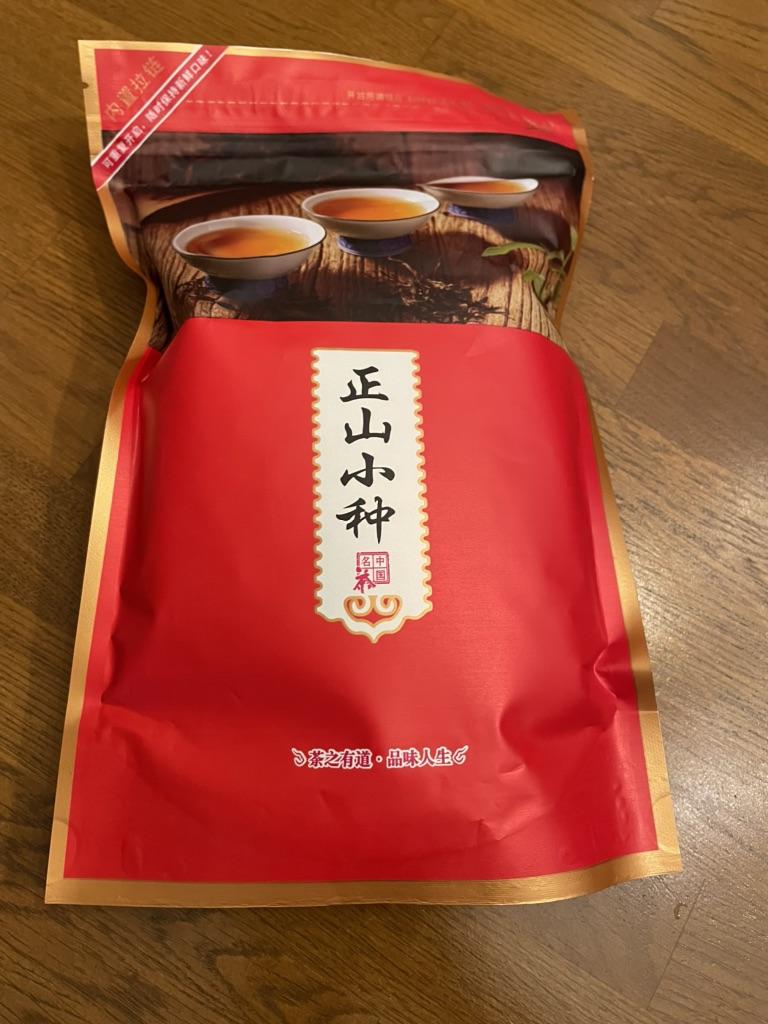 内置拉链
可重复开启，随时保持新鲜口味！
正山小种
中国
名茶
茶之有道·品味人生